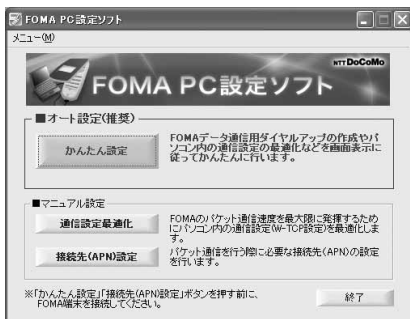 FOMA PC設定ソフト
メニュー(M)
NTT DoCoMo
FOMA PC設定ソフト
■オート設定(推奨)
かんたん設定
FOMAデータ通信用ダイヤルアップの作成やパ
ソコン内の通信設定の最適化などを画面表示に
従ってかんたんに行います。
■マニュアル設定
通信設定最適化
FOMAのパケット通信速度を最大限に発揮するため
にパソコン内の通信設定(W-TCP設定)を最適化しま
す。
接続先(APN)設定
パケット通信を行う際に必要な接続先(APN)の設定
を行います。
※「かんたん設定」「接続先(APN)設定」ボタンを押す前に、
FOMA端末を接続してください。
終了